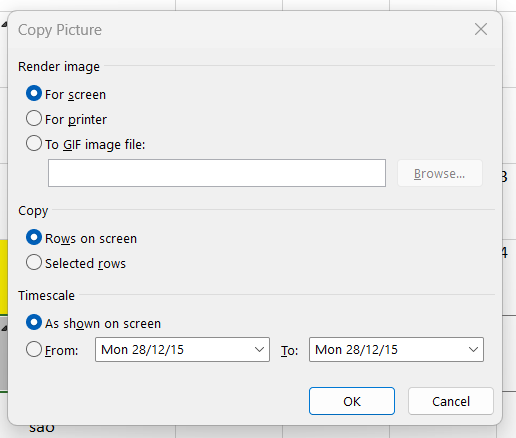 Copy Picture
Render image
For screen
For printer
To GIF image file:
Browse...
3
Copy
Rows on screen
4
Selected rows
Timescale
As shown on screen
From: Mon 28/12/15 To: Mon 28/12/15
OK Cancel